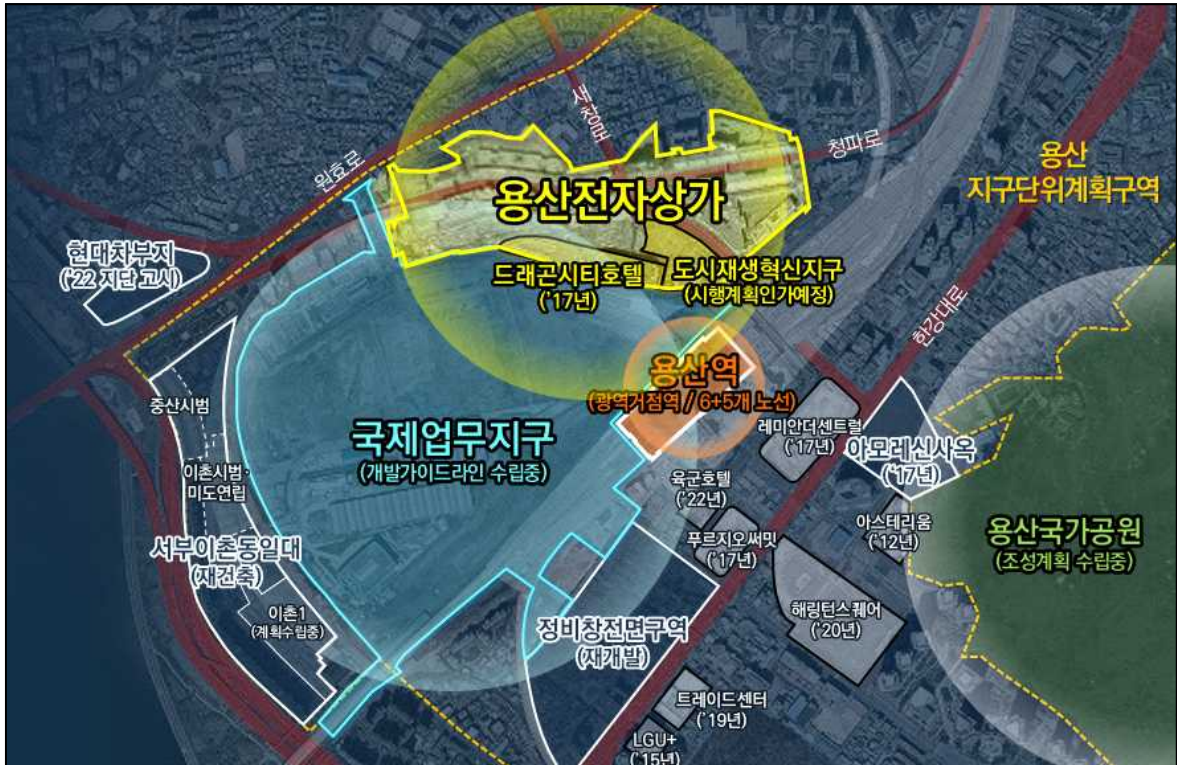 새창로
청파로
원효로
용산
지구단위계획구역
용산전자상가
현대차부지
('22 지단 고시)
드래곤시티호텔
('17년)
도시재생혁신지구
(시행계획인가예정)
한강대로
용산역
(광역거점역 / 6+5개 노선)
중산시범
국제업무지구
(개발가이드라인 수립중)
레미안더센트럴
('17년)
아모레신사옥
('17년)
이촌시범·
미도연립
육군호텔
('22년)
아스테리움
('12년)
용산국가공원
(조성계획 수립중)
서부이촌동일대
(재건축)
푸르지오써밋
('17년)
이촌1
(계획수립중)
정비창전면구역
(재개발)
해링턴스퀘어
('20년)
트레이드센터
('19년)
LGU+
('15년)